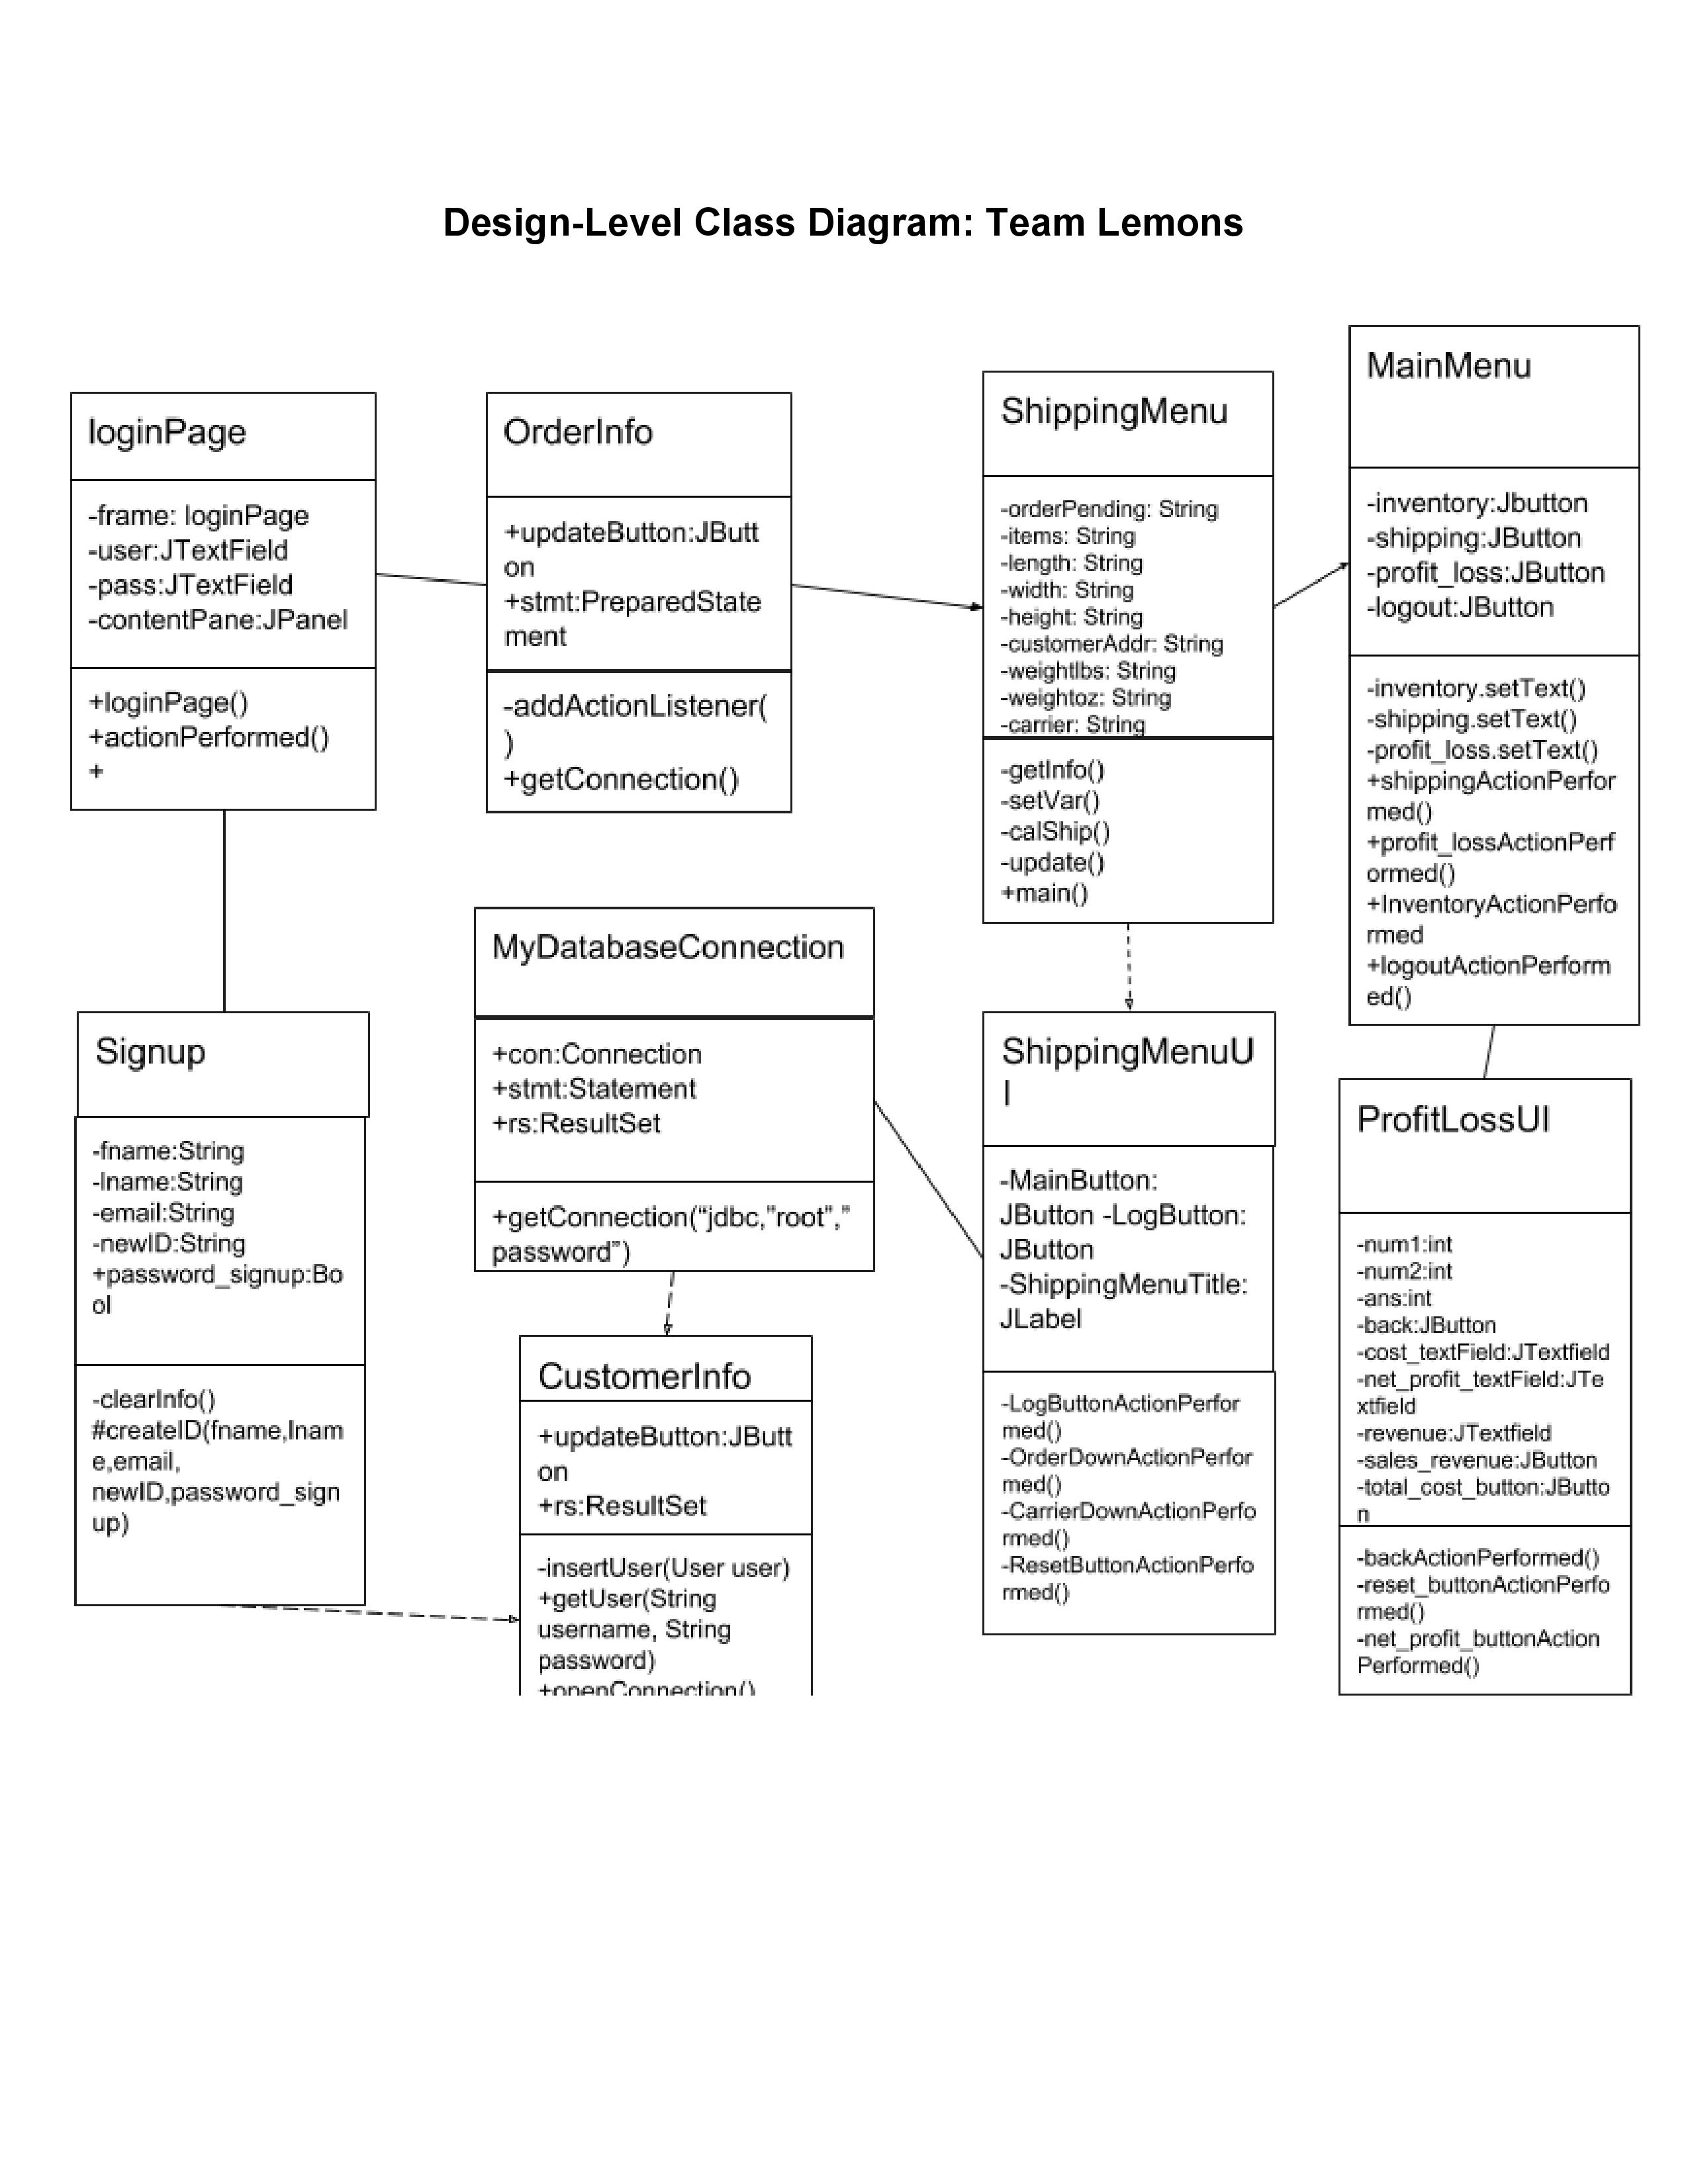 Design-Level Class Diagram: Team Lemons
loginPage
-frame: loginPage
-user:JTextField
-pass:JTextField
-contentPane:JPanel
+loginPage()
+actionPerformed()
+
OrderInfo
+updateButton:JButt
on
+stmt:PreparedState
ment
-addActionListener(
)
+getConnection()
ShippingMenu
-orderPending: String
-items: String
-length: String
-width: String
-height: String
-customerAddr: String
-weightlbs: String
-weightoz: String
-carrier: String
-getInfo()
-setVar()
-calShip()
-update()
+main()
MainMenu
-inventory:Jbutton
-shipping:JButton
-profit_loss:JButton
-logout:JButton
-inventory.setText()
-shipping.setText()
-profit_loss.setText()
+shippingActionPerfor
med()
+profit_lossActionPerf
ormed()
+InventoryActionPerfo
rmed
+logoutActionPerform
ed()
Signup
-fname:String
-lname:String
-email:String
-newID:String
+password_signup:Bo
ol
-clearInfo()
#createID(fname,lnam
e,email,
newID,password_sign
up)
MyDatabaseConnection
+con:Connection
+stmt:Statement
+rs:ResultSet
+getConnection(“jdbc,”root”,”
password”)
CustomerInfo
+updateButton:JButt
on
+rs:ResultSet
-insertUser(User user)
+getUser(String
username, String
password)
+openConnection()
ShippingMenuU
I
-MainButton:
JButton -LogButton:
JButton
-ShippingMenuTitle:
JLabel
-LogButtonActionPerfor
med()
-OrderDownActionPerfor
med()
-CarrierDownActionPerfo
rmed()
-ResetButtonActionPerfo
rmed()
ProfitLossUI
-num1:int
-num2:int
-ans:int
-back:JButton
-cost_textField:JTextfield
-net_profit_textField:JTe
xtfield
-revenue:JTextfield
-sales_revenue:JButton
-total_cost_button:JButto
n
-backActionPerformed()
-reset_buttonActionPerfo
rmed()
-net_profit_buttonAction
Performed()